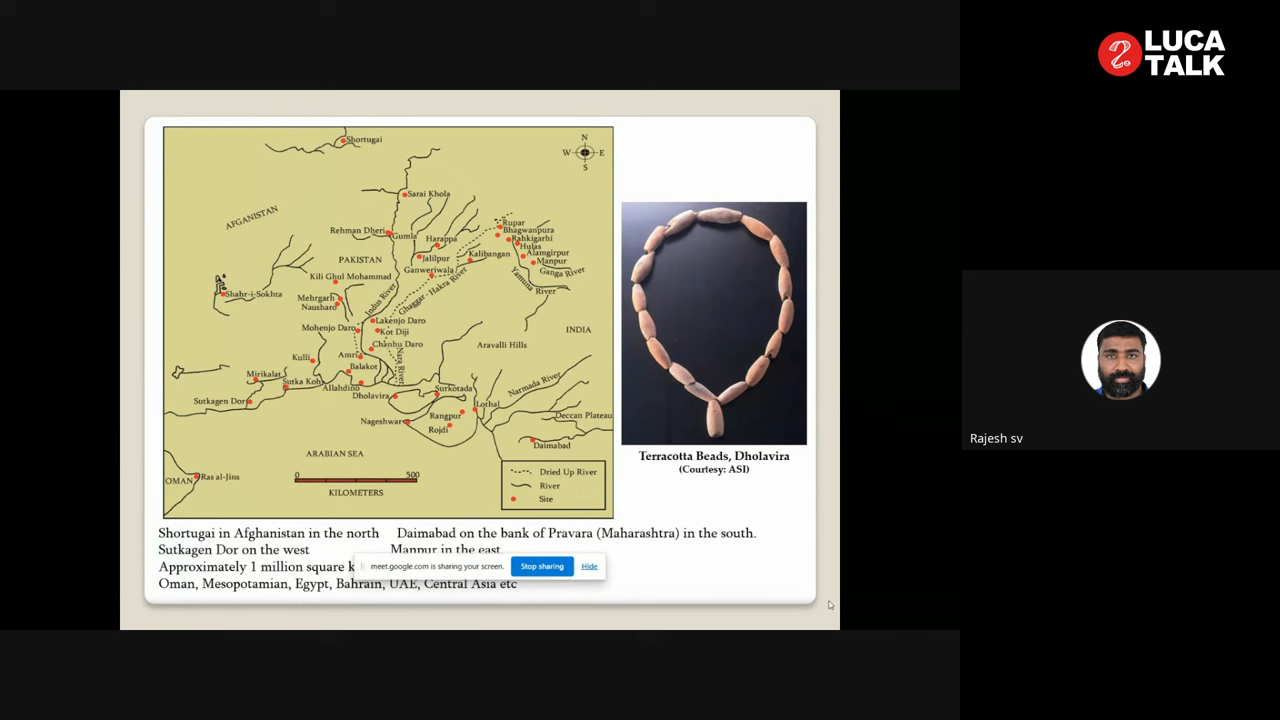 LUCA
TALK
Shortugai
N
W E
S
Sarai Khola
AFGANISTAN
Rehman Dheri
Gumla
Harappa
Rupar
Bhagwanpura
Rahkigarhi
Hulas
Alamgirpur
Manpur
PAKISTAN
Jalilpur
Kalibangan
Ganga River
Ganweriwala
Kili Ghul Mohammad
Yamuna River
Shahr-i-Sokhta
Mehrgarh
Nausharo
Indus River
Ghaggar-Hakra River
Mohenjo Daro
Lakenjo Daro
Kot Diji
INDIA
Chanhu Daro
Aravalli Hills
Kulli
Amri
Nara River
Balakot
Mirikalat
Sutka Koh
Allahdino
Surkotada
Narmada River
Sutkagen Dor
Dholavira
Lothal
Nageshwar
Rangpur
Deccan Plateau
Rojdi
Daimabad
ARABIAN SEA
OMAN
Ras al-Jins
0 500
KILOMETERS
Dried Up River
River
Site
Terracotta Beads, Dholavira
(Courtesy: ASI)
Shortugai in Afghanistan in the north Daimabad on the bank of Pravara (Maharashtra) in the south.
Sutkagen Dor on the west Manpur in the east
Approximately 1 million square
meet.google.com is sharing your screen. Stop sharing Hide
Oman, Mesopotamian, Egypt, Bahrain, UAE, Central Asia etc
Rajesh sv